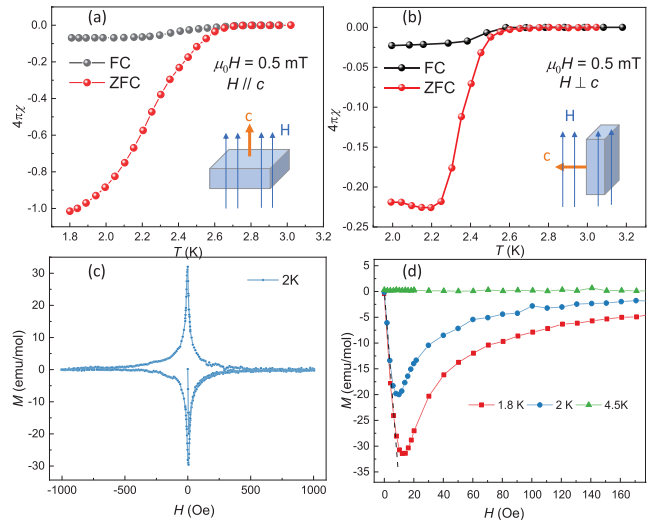 (a)
0.0
-0.2
-0.4
-0.6
-0.8
-1.0
4πχ
FC
ZFC
μ₀H = 0.5 mT
H // c
c
H
1.8 2.0 2.2 2.4 2.6 2.8 3.0 3.2
T (K)
(b)
0.00
-0.05
-0.10
-0.15
-0.20
-0.25
4πχ
FC
ZFC
μ₀H = 0.5 mT
H ⊥ c
H
c
2.0 2.2 2.4 2.6 2.8 3.0 3.2
T (K)
(c)
30
20
10
0
-10
-20
-30
M (emu/mol)
2K
-1000 -500 0 500 1000
H (Oe)
(d)
5
0
-5
-10
-15
-20
-25
-30
-35
M (emu/mol)
1.8 K 2 K 4.5K
0 20 40 60 80 100 120 140 160
H (Oe)